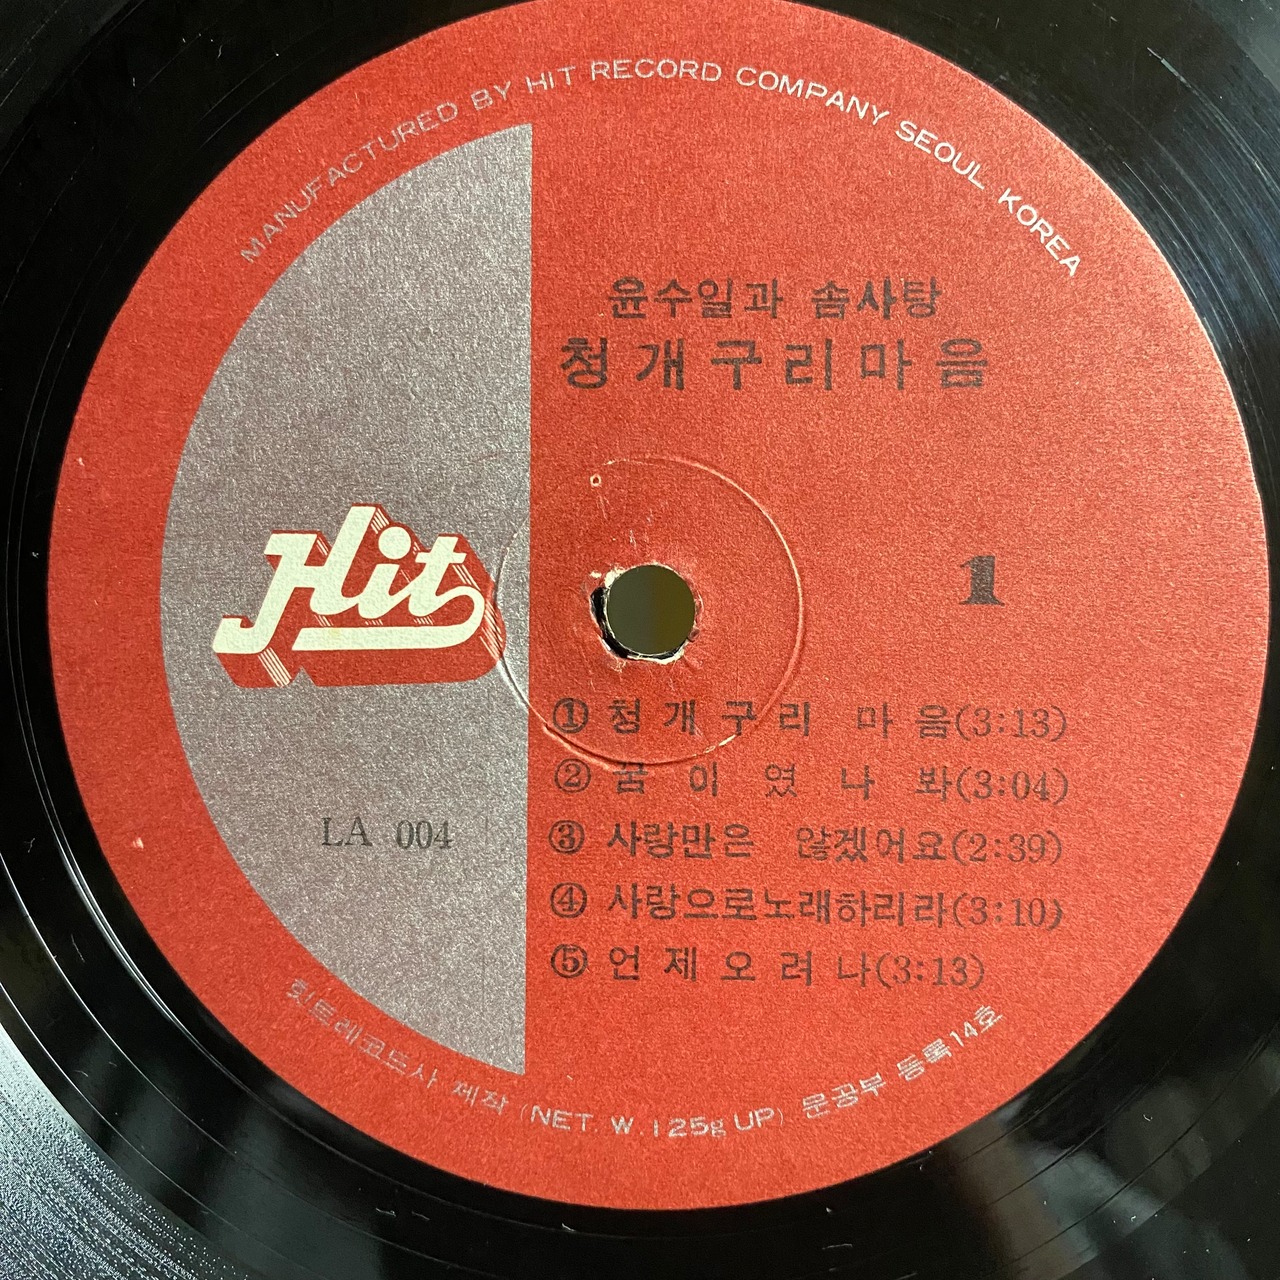 MANUFACTURED BY HIT RECORD COMPANY SEOUL KOREA
윤수일과 솜사탕
청개구리마음
Hit
1
① 청개구리 마음(3:13)
② 꿈이였나봐(3:04)
③ 사랑만은 않겠어요(2:39)
④ 사랑으로노래하리라(3:10)
⑤ 언제오려나(3:13)
LA 004
힛트레코드사 제작 (NET. W. 125g UP) 문공부 등록14호